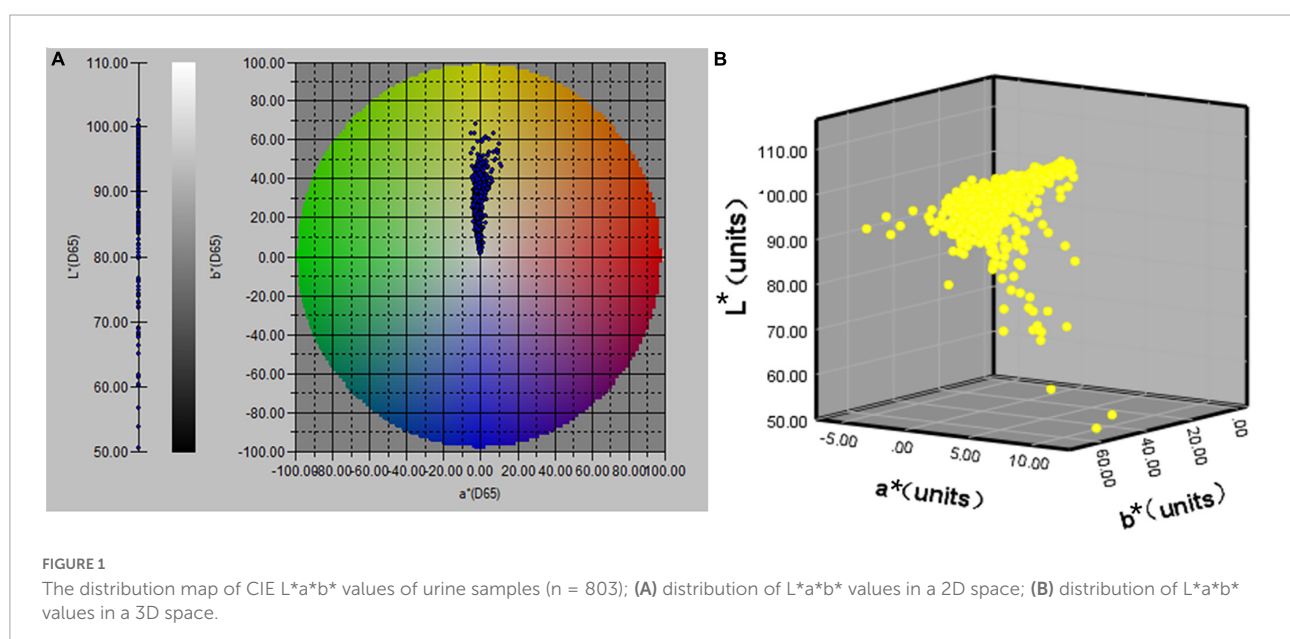 A
110.00
100.00
90.00
80.00
70.00
60.00
50.00
L*(D65)
b*(D65)
100.00
80.00
60.00
40.00
20.00
0.00
-20.00
-40.00
-60.00
-80.00
-100.00
-100.00-80.00-60.00-40.00-20.00 0.00 20.00 40.00 60.00 80.00 100.00
a*(D65)
B
L*(units)
110.00
100.00
90.00
80.00
70.00
60.00
50.00
-5.00 .00 5.00 10.00
a*(units)
60.00 40.00 20.00 .00
b*(units)
FIGURE 1
The distribution map of CIE L*a*b* values of urine samples (n = 803); (A) distribution of L*a*b* values in a 2D space; (B) distribution of L*a*b*
values in a 3D space.